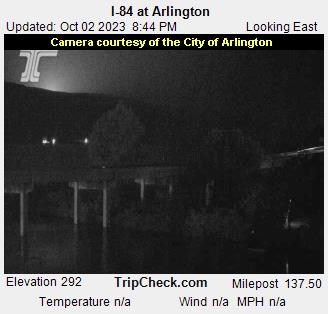 I-84 at Arlington
Updated: Oct 02 2023 8:44 PM Looking East
Camera courtesy of the City of Arlington
Elevation 292 TripCheck.com Milepost 137.50
Temperature n/a Wind n/a MPH n/a